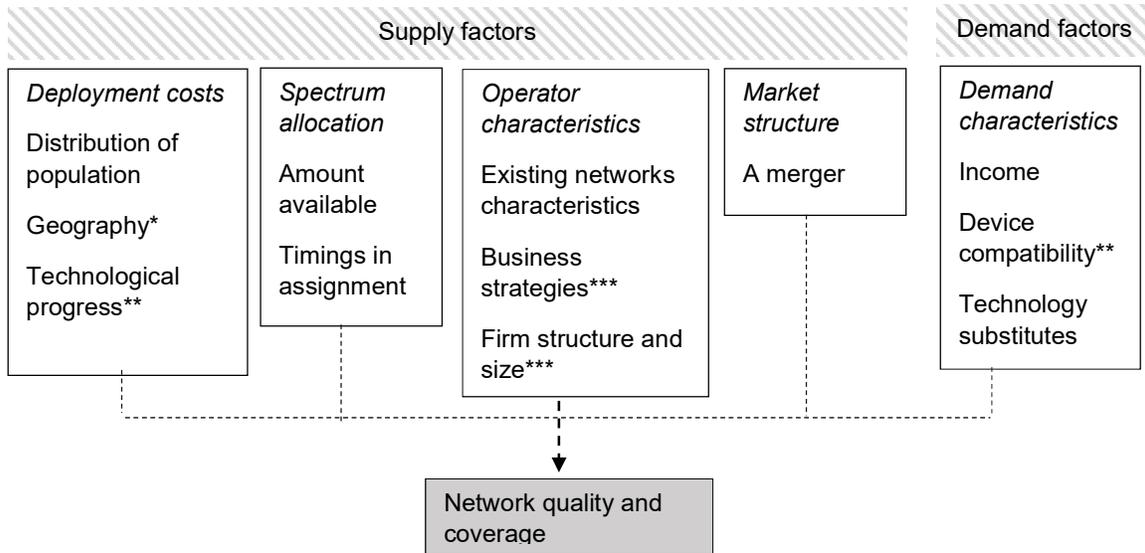 Supply factors
Demand factors
Deployment costs
Distribution of
population
Geography*
Technological
progress**
Spectrum
allocation
Amount
available
Timings in
assignment
Operator
characteristics
Existing networks
characteristics
Business
strategies***
Firm structure and
size***
Market
structure
A merger
Demand
characteristics
Income
Device
compatibility**
Technology
substitutes
Network quality and
coverage